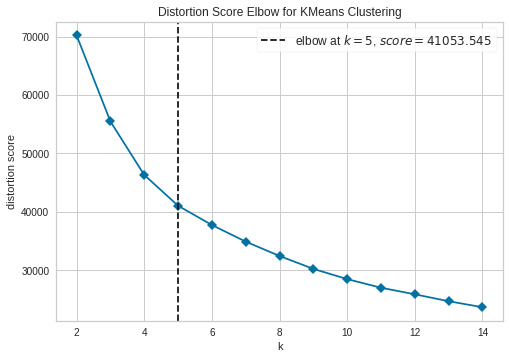 Distortion Score Elbow for KMeans Clustering
elbow at k = 5, score = 41053.545
70000
60000
50000
40000
30000
distortion score
2 4 6 8 10 12 14
k